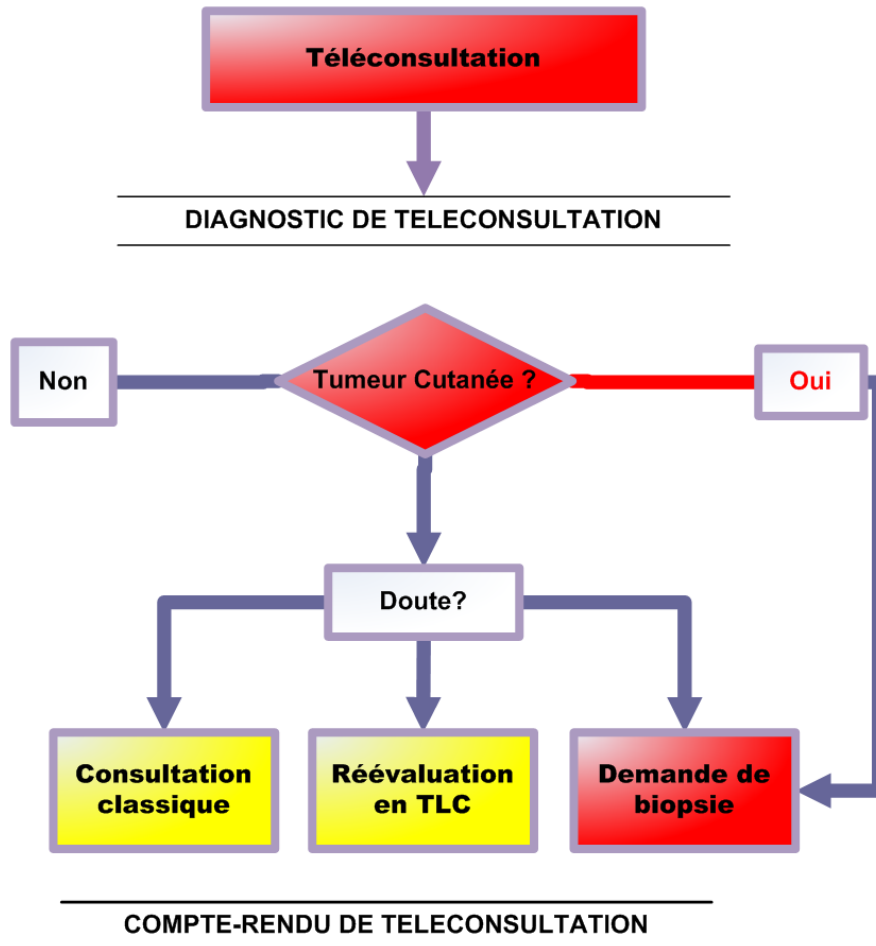 Téléconsultation
DIAGNOSTIC DE TELECONSULTATION
Non
Tumeur Cutanée ?
Oui
Doute?
Consultation
classique
Réévaluation
en TLC
Demande de
biopsie
COMPTE-RENDU DE TELECONSULTATION